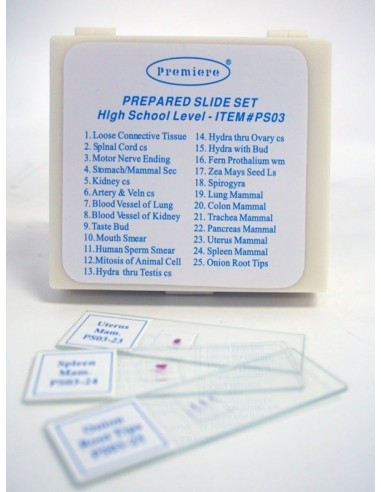 Premiere®
PREPARED SLIDE SET
High School Level - ITEM#PS03
1. Loose Connective Tissue
2. Spinal Cord cs
3. Motor Nerve Ending
4. Stomach/Mammal Sec
5. Kidney cs
6. Artery & Vein cs
7. Blood Vessel of Lung
8. Blood Vessel of Kidney
9. Taste Bud
10. Mouth Smear
11. Human Sperm Smear
12. Mitosis of Animal Cell
13. Hydra thru Testis cs
14. Hydra thru Ovary cs
15. Hydra with Bud
16. Fern Prothalium wm
17. Zea Mays Seed Ls
18. Spirogyra
19. Lung Mammal
20. Colon Mammal
21. Trachea Mammal
22. Pancreas Mammal
23. Uterus Mammal
24. Spleen Mammal
25. Onion Root Tips
Uterus
Mam.
PS03-23
Spleen
Mam.
PS03-24
Onion
Root Tips
PS03-25